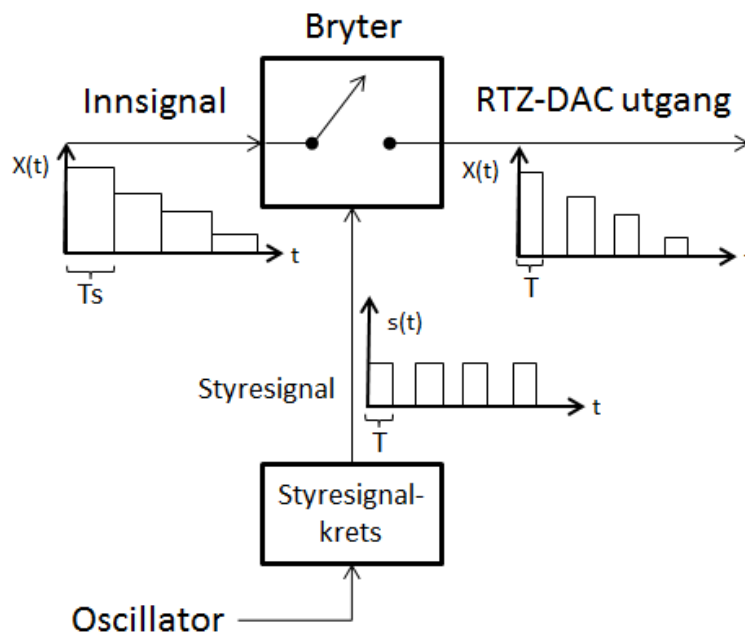 Bryter
Innsignal
RTZ-DAC utgang
X(t)
t
Ts
X(t)
t
T
s(t)
t
T
Styresignal
Styresignal-
krets
Oscillator